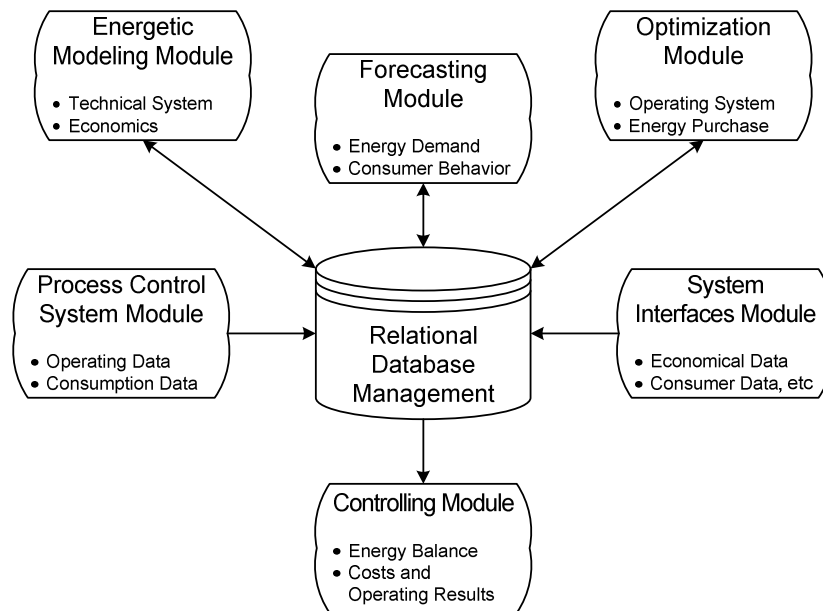 Energetic
Modeling Module
• Technical System
• Economics
Forecasting
Module
• Energy Demand
• Consumer Behavior
Optimization
Module
• Operating System
• Energy Purchase
Process Control
System Module
• Operating Data
• Consumption Data
Relational
Database
Management
System
Interfaces Module
• Economical Data
• Consumer Data, etc
Controlling Module
• Energy Balance
• Costs and
Operating Results